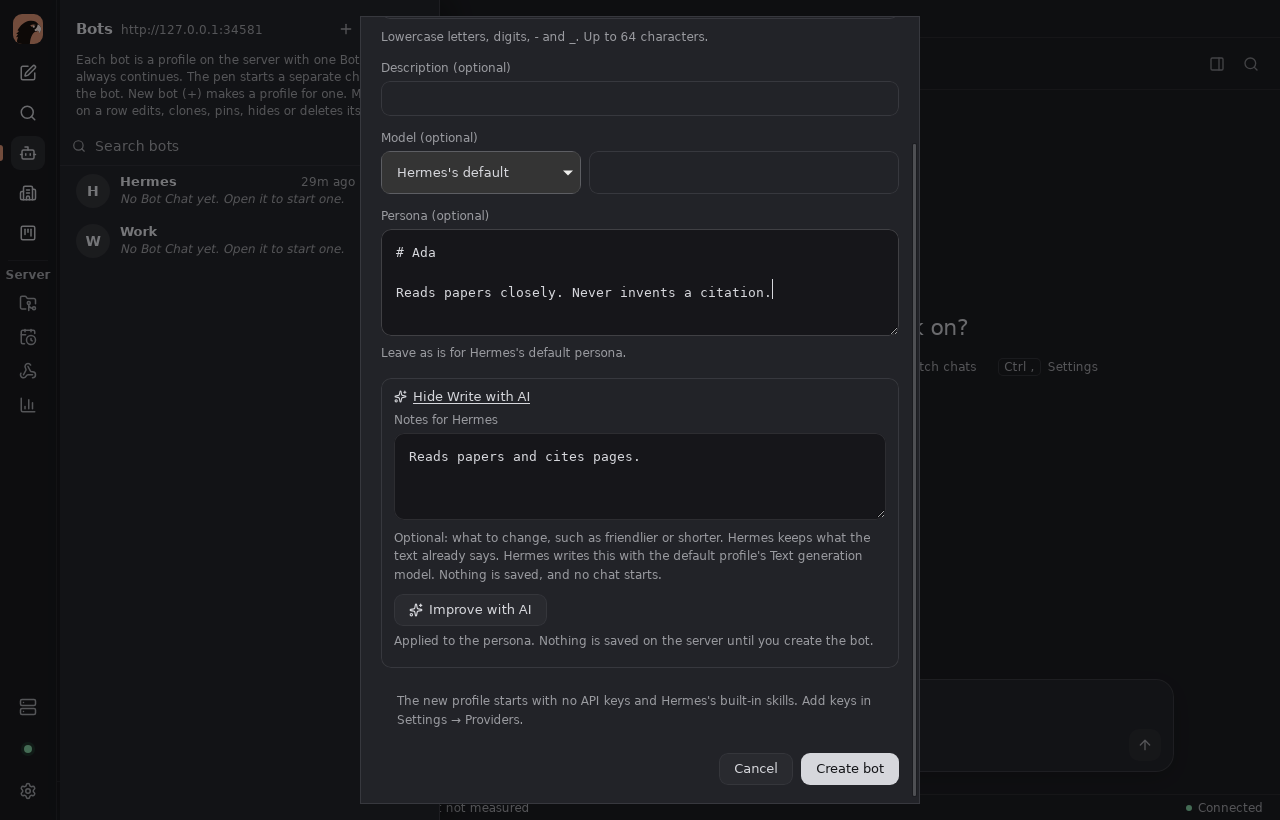 Bots http://127.0.0.1:34581
Each bot is a profile on the server with one Bot
always continues. The pen starts a separate ch
the bot. New bot (+) makes a profile for one. M
on a row edits, clones, pins, hides or deletes its
Search bots
H Hermes 29m ago
No Bot Chat yet. Open it to start one.
W Work
No Bot Chat yet. Open it to start one.
Server
Lowercase letters, digits, - and _. Up to 64 characters.
Description (optional)
Model (optional)
Hermes's default
Persona (optional)
# Ada
Reads papers closely. Never invents a citation.
Leave as is for Hermes's default persona.
Hide Write with AI
Notes for Hermes
Reads papers and cites pages.
Optional: what to change, such as friendlier or shorter. Hermes keeps what the
text already says. Hermes writes this with the default profile's Text generation
model. Nothing is saved, and no chat starts.
Improve with AI
Applied to the persona. Nothing is saved on the server until you create the bot.
The new profile starts with no API keys and Hermes's built-in skills. Add keys in
Settings → Providers.
Cancel Create bot
k on?
tch chats Ctrl , Settings
not measured
Connected